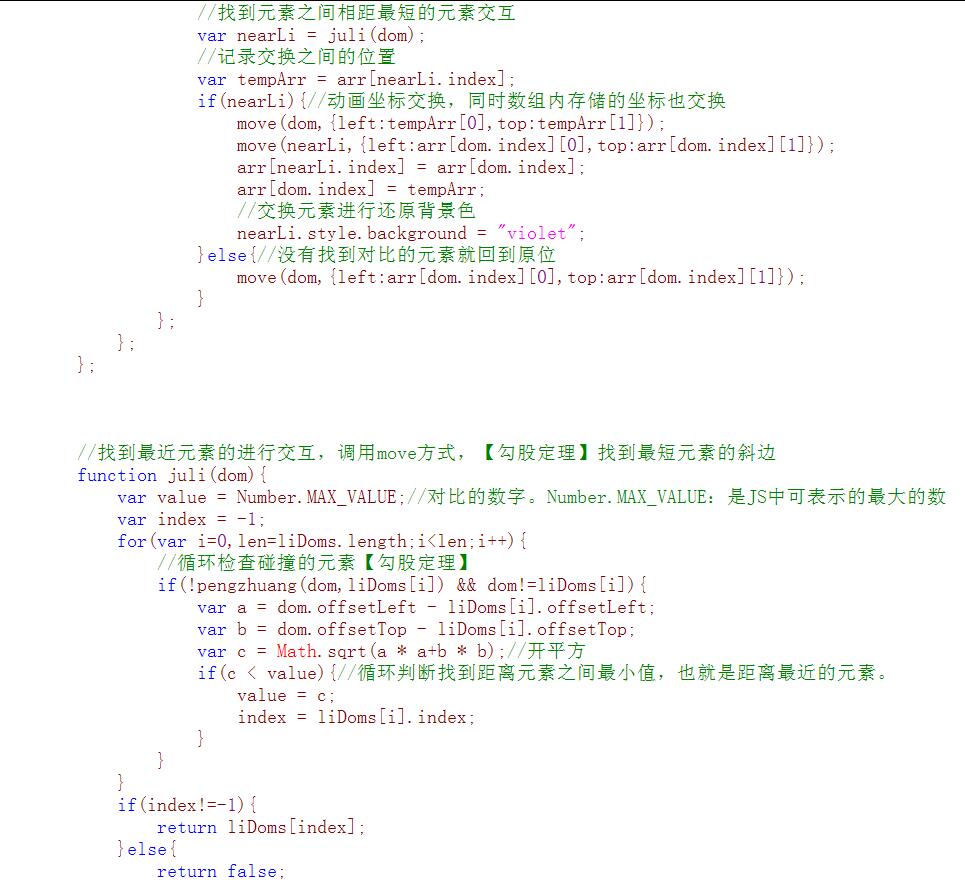 //找到元素之间相距最短的元素交互
var nearLi = juli(dom);
//记录交换之间的位置
var tempArr = arr[nearLi.index];
if(nearLi){//动画坐标交换，同时数组内存储的坐标也交换
move(dom,{left:tempArr[0],top:tempArr[1]});
move(nearLi,{left:arr[dom.index][0],top:arr[dom.index][1]});
arr[nearLi.index] = arr[dom.index];
arr[dom.index] = tempArr;
//交换元素进行还原背景色
nearLi.style.background = "violet";
}else{//没有找到对比的元素就回到原位
move(dom,{left:arr[dom.index][0],top:arr[dom.index][1]});
}
};
};
};
//找到最近元素的进行交互，调用move方式，【勾股定理】找到最短元素的斜边
function juli(dom){
var value = Number.MAX_VALUE;//对比的数字。Number.MAX_VALUE：是JS中可表示的最大的数
var index = -1;
for(var i=0,len=liDoms.length;i<len;i++){
//循环检查碰撞的元素【勾股定理】
if(!pengzhuang(dom,liDoms[i]) && dom!=liDoms[i]){
var a = dom.offsetLeft - liDoms[i].offsetLeft;
var b = dom.offsetTop - liDoms[i].offsetTop;
var c = Math.sqrt(a * a+b * b);//开平方
if(c < value){//循环判断找到距离元素之间最小值，也就是距离最近的元素。
value = c;
index = liDoms[i].index;
}
}
}
if(index!=-1){
return liDoms[index];
}else{
return false;